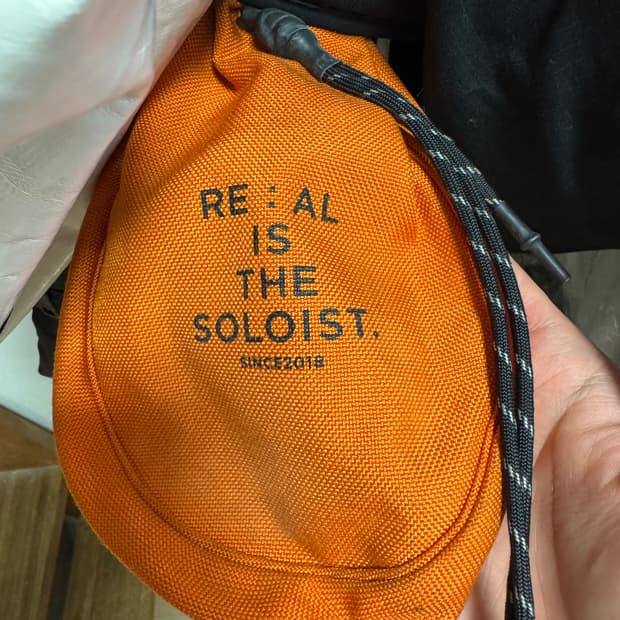 RE : AL
IS
THE
SOLOIST.
SINCE2018